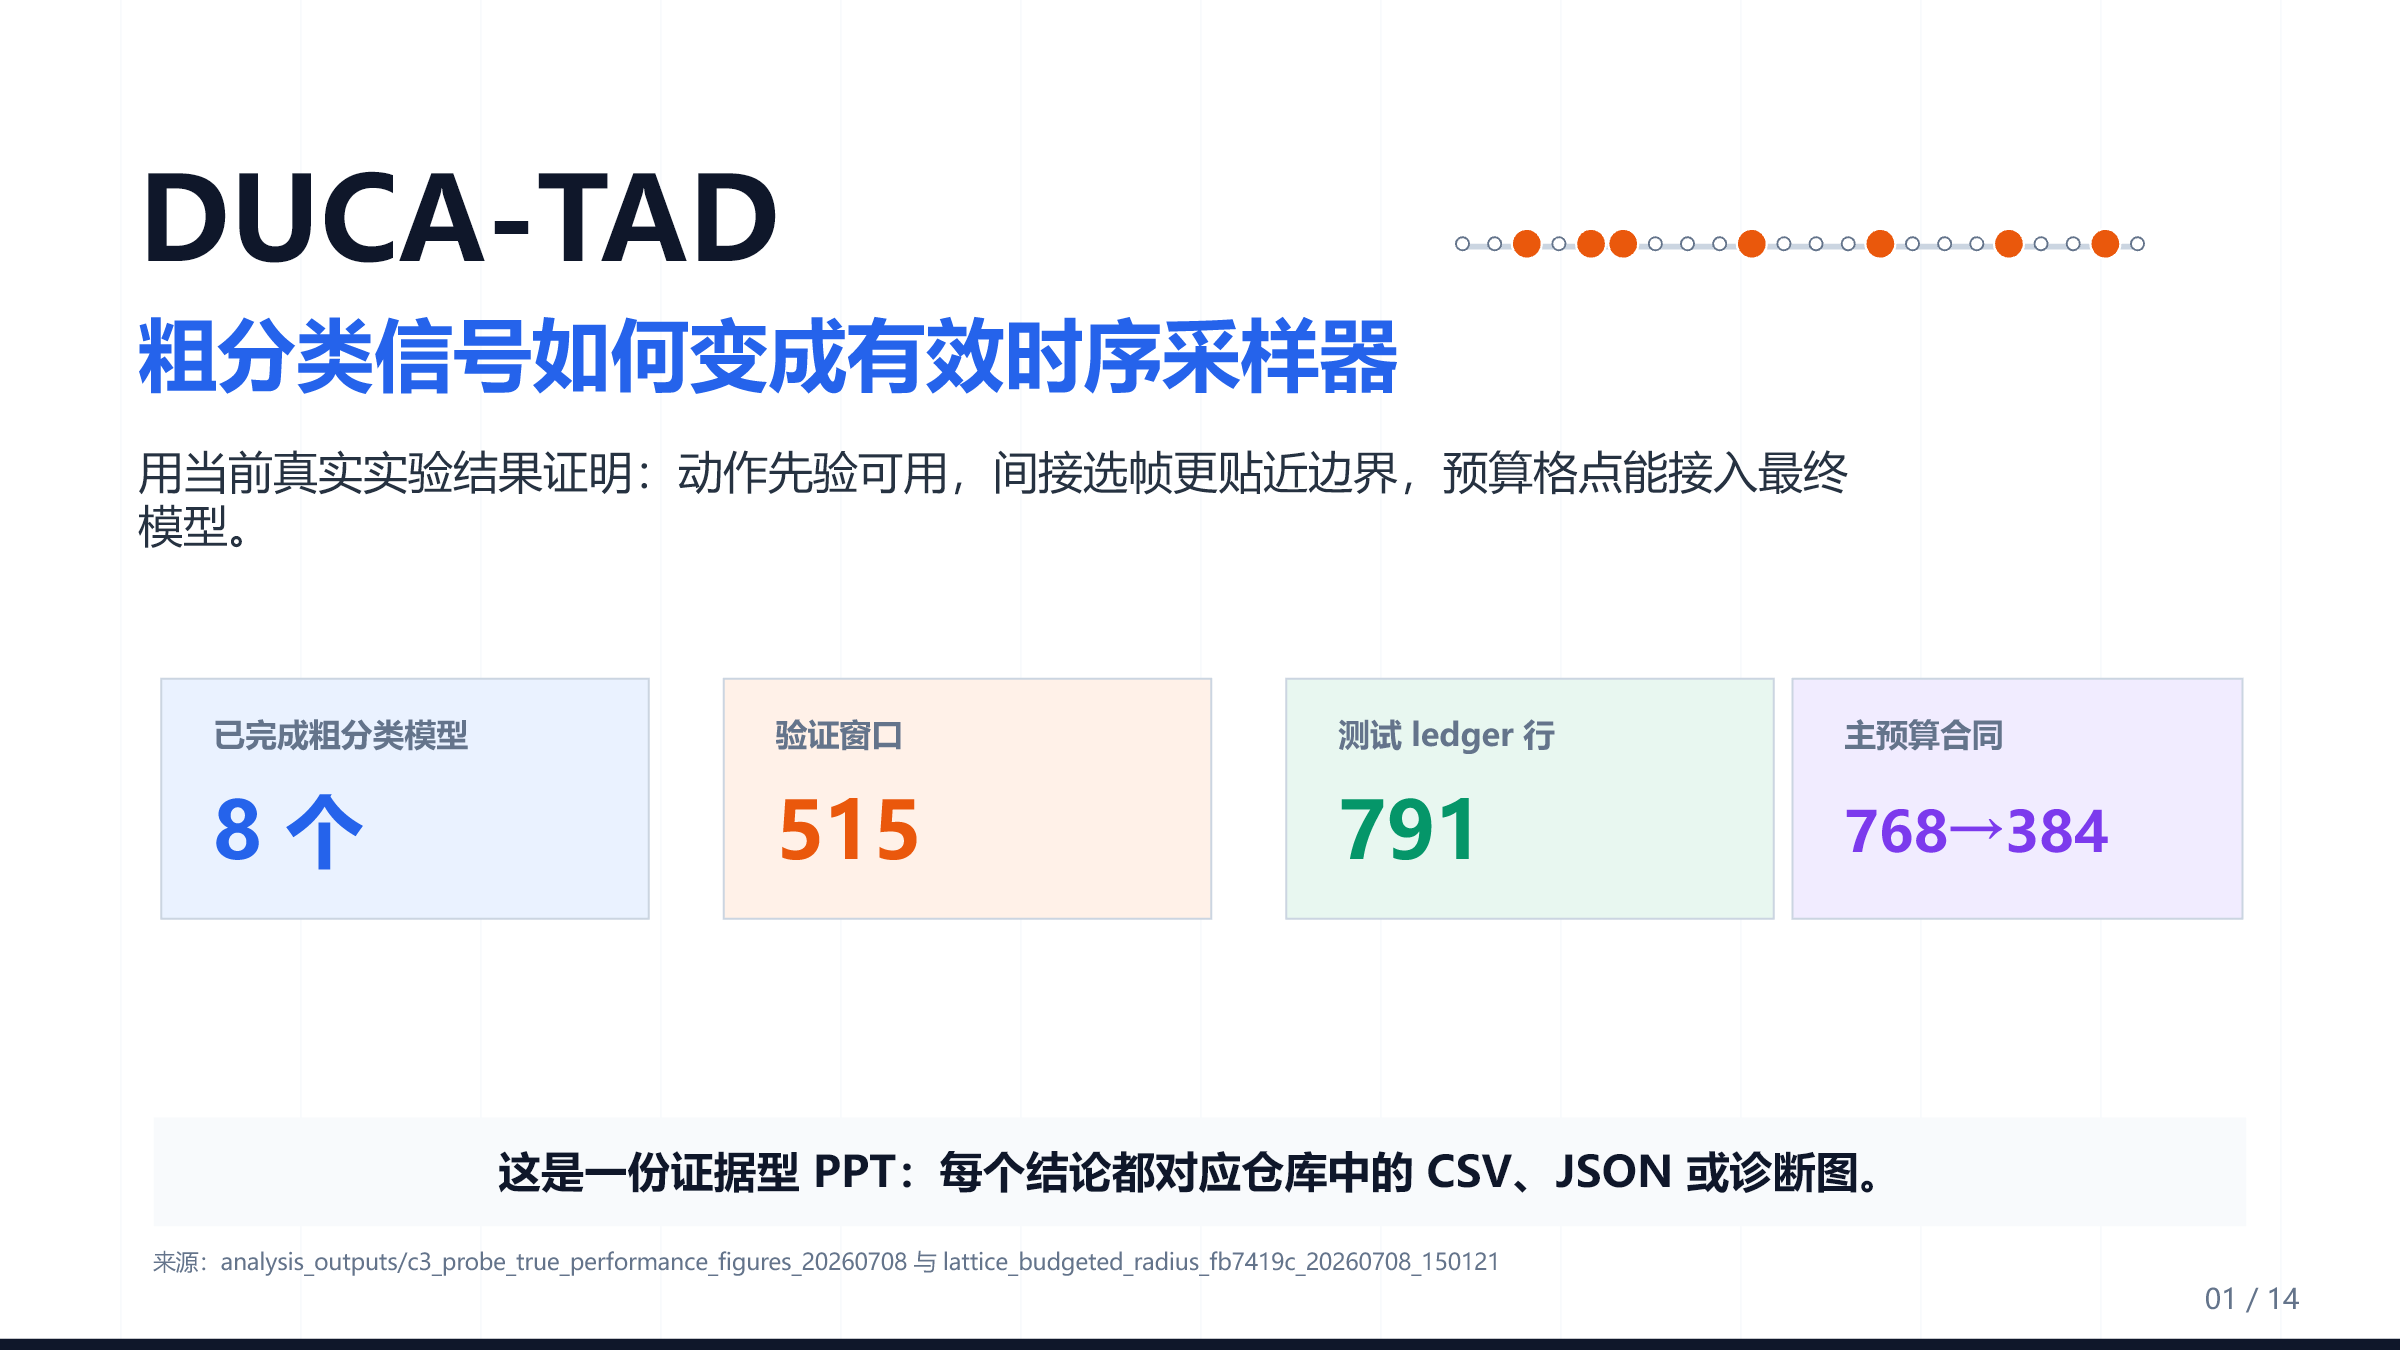 DUCA-TAD
粗分类信号如何变成有效时序采样器
用当前真实实验结果证明：动作先验可用，间接选帧更贴近边界，预算格点能接入最终
模型。
已完成粗分类模型
8 个
验证窗口
515
测试 ledger 行
791
主预算合同
768→384
这是一份证据型 PPT：每个结论都对应仓库中的 CSV、JSON 或诊断图。
来源：analysis_outputs/c3_probe_true_performance_figures_20260708 与 lattice_budgeted_radius_fb7419c_20260708_150121
01 / 14